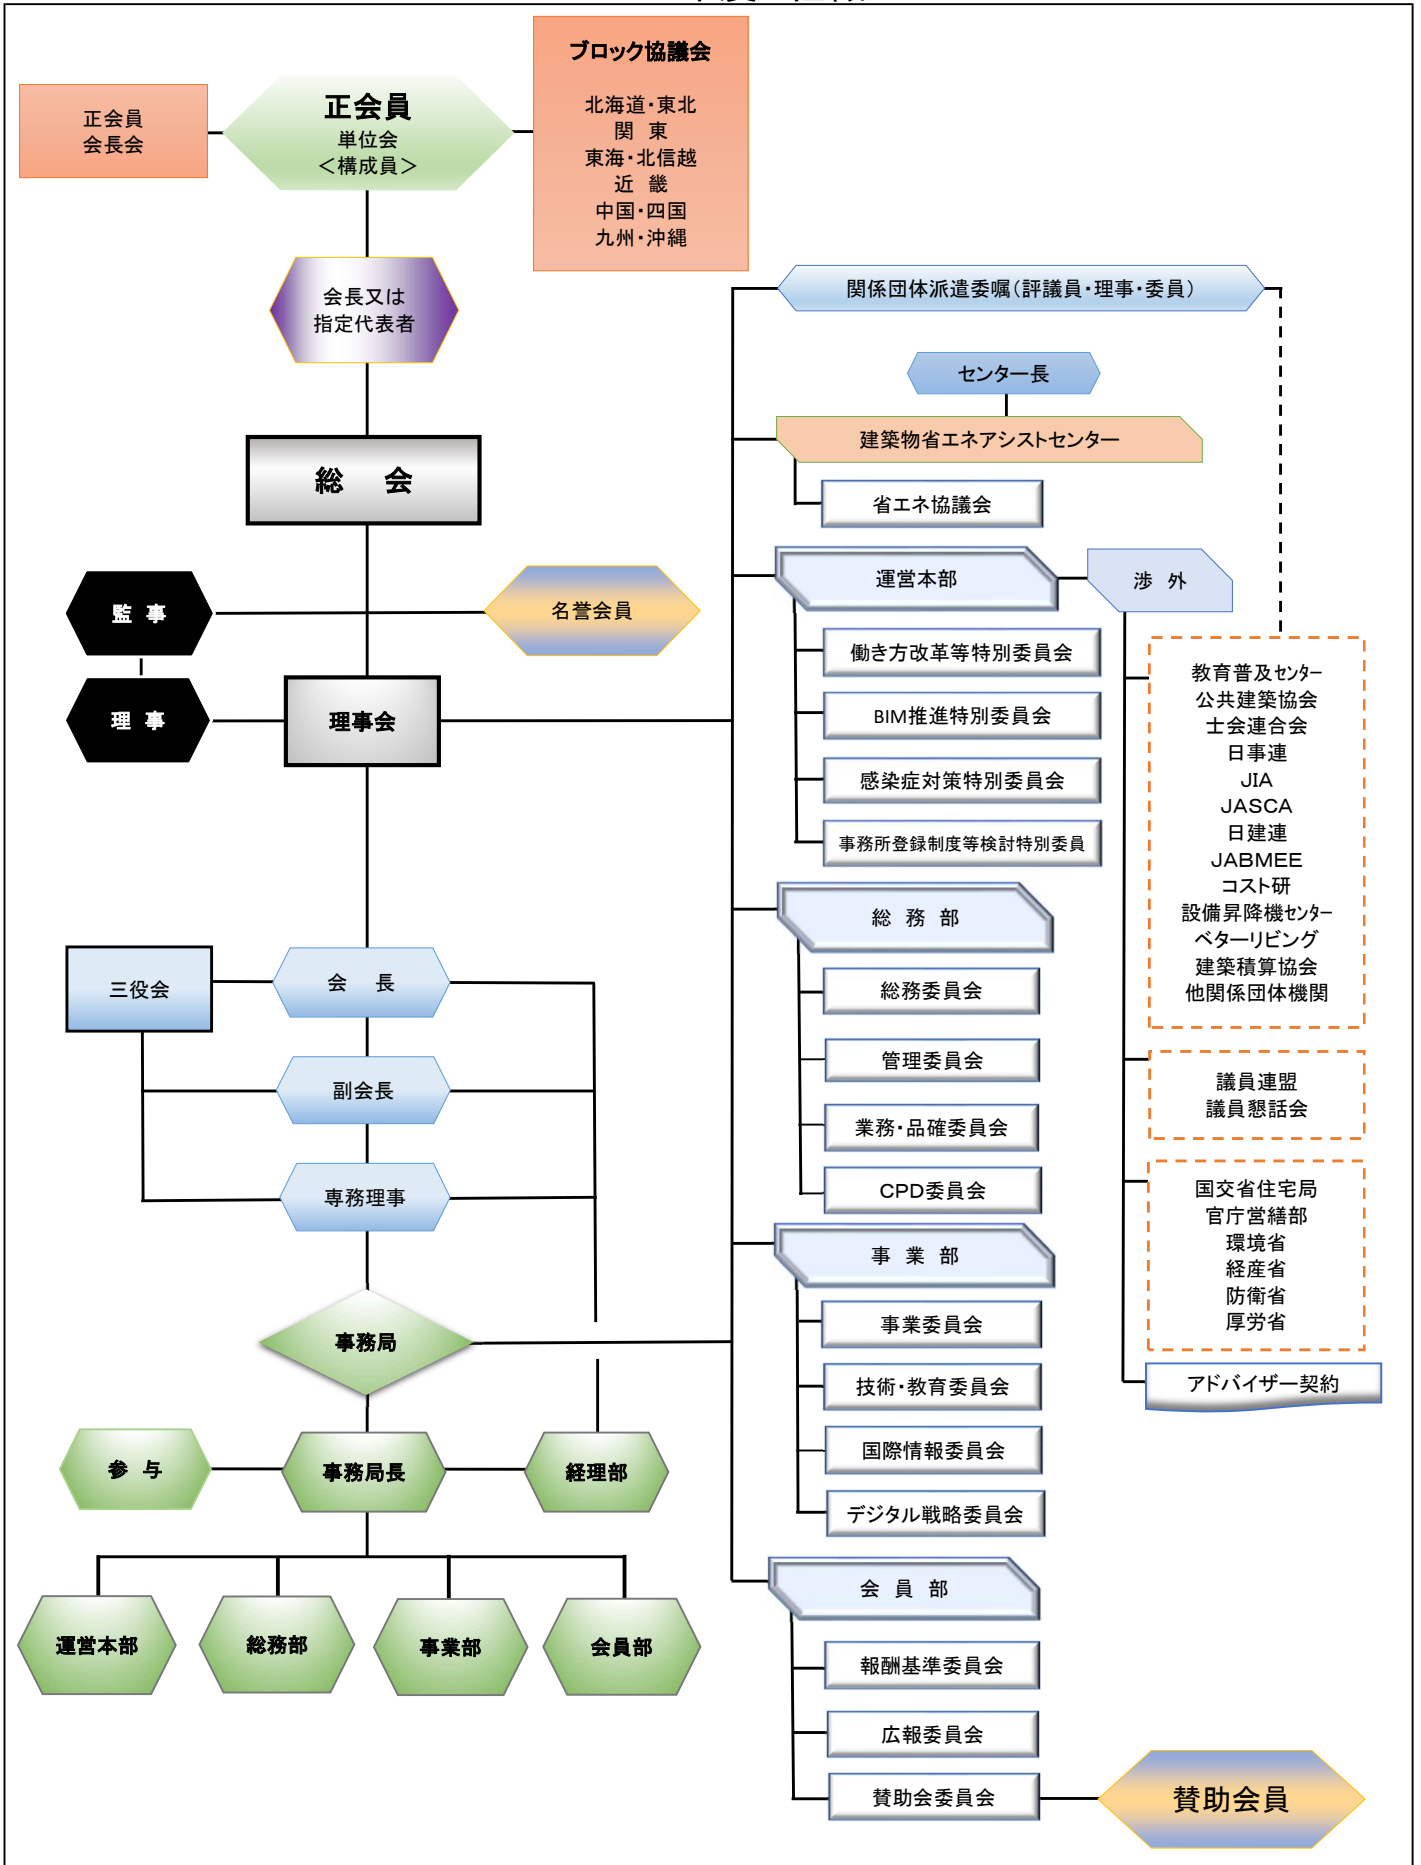 正会員
会長会
正会員
単位会
＜構成員＞
ブロック協議会
北海道・東北
関 東
東海・北信越
近 畿
中国・四国
九州・沖縄
会長又は
指定代表者
総 会
監 事
名誉会員
理 事
理事会
三役会
会 長
副会長
専務理事
事務局
参 与
事務局長
経理部
運営本部
総務部
事業部
会員部
関係団体派遣委嘱（評議員・理事・委員）
センター長
建築物省エネアシストセンター
省エネ協議会
運営本部
渉 外
働き方改革等特別委員会
BIM推進特別委員会
感染症対策特別委員会
事務所登録制度等検討特別委員
総 務 部
総務委員会
管理委員会
業務・品確委員会
CPD委員会
事 業 部
事業委員会
技術・教育委員会
国際情報委員会
デジタル戦略委員会
会 員 部
報酬基準委員会
広報委員会
賛助会委員会
賛助会員
教育普及センター
公共建築協会
士会連合会
日事連
JIA
JASCA
日建連
JABMEE
コスト研
設備昇降機センター
ベターリビング
建築積算協会
他関係団体機関
議員連盟
議員懇話会
国交省住宅局
官庁営繕部
環境省
経産省
防衛省
厚労省
アドバイザー契約